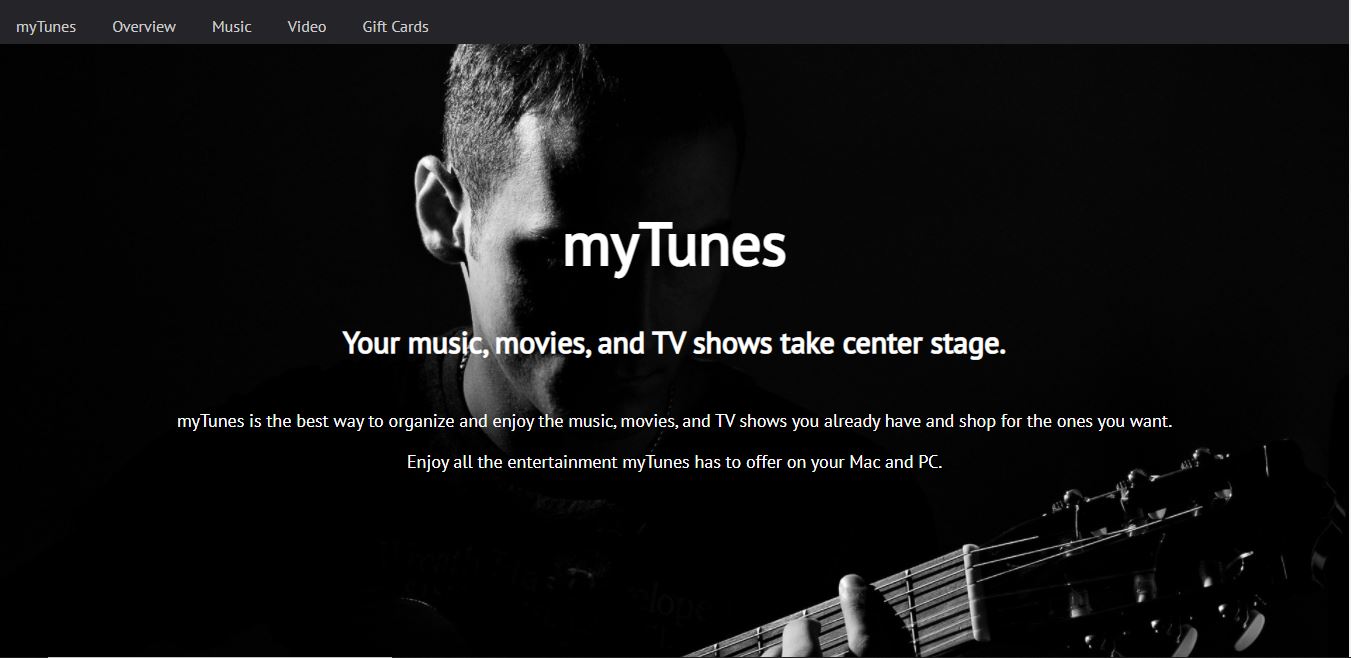 myTunes Overview Music Video Gift Cards
myTunes
Your music, movies, and TV shows take center stage.
myTunes is the best way to organize and enjoy the music, movies, and TV shows you already have and shop for the ones you want.
Enjoy all the entertainment myTunes has to offer on your Mac and PC.